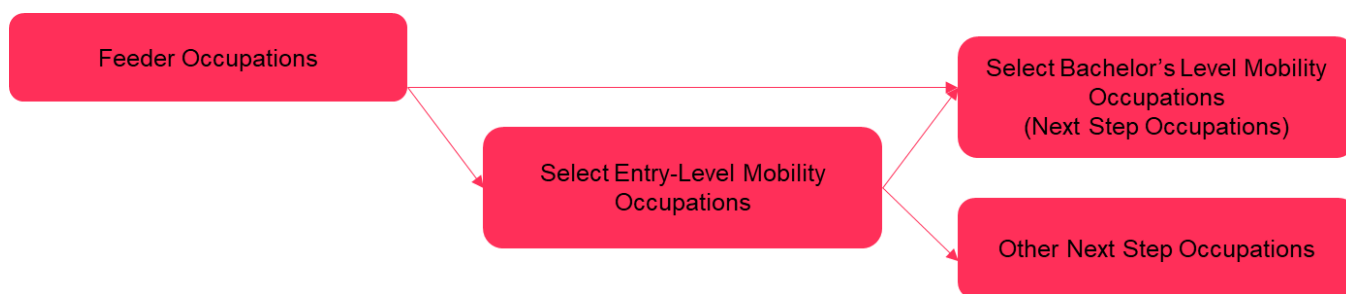 Feeder Occupations
Select Entry-Level Mobility
Occupations
Select Bachelor’s Level Mobility
Occupations
(Next Step Occupations)
Other Next Step Occupations